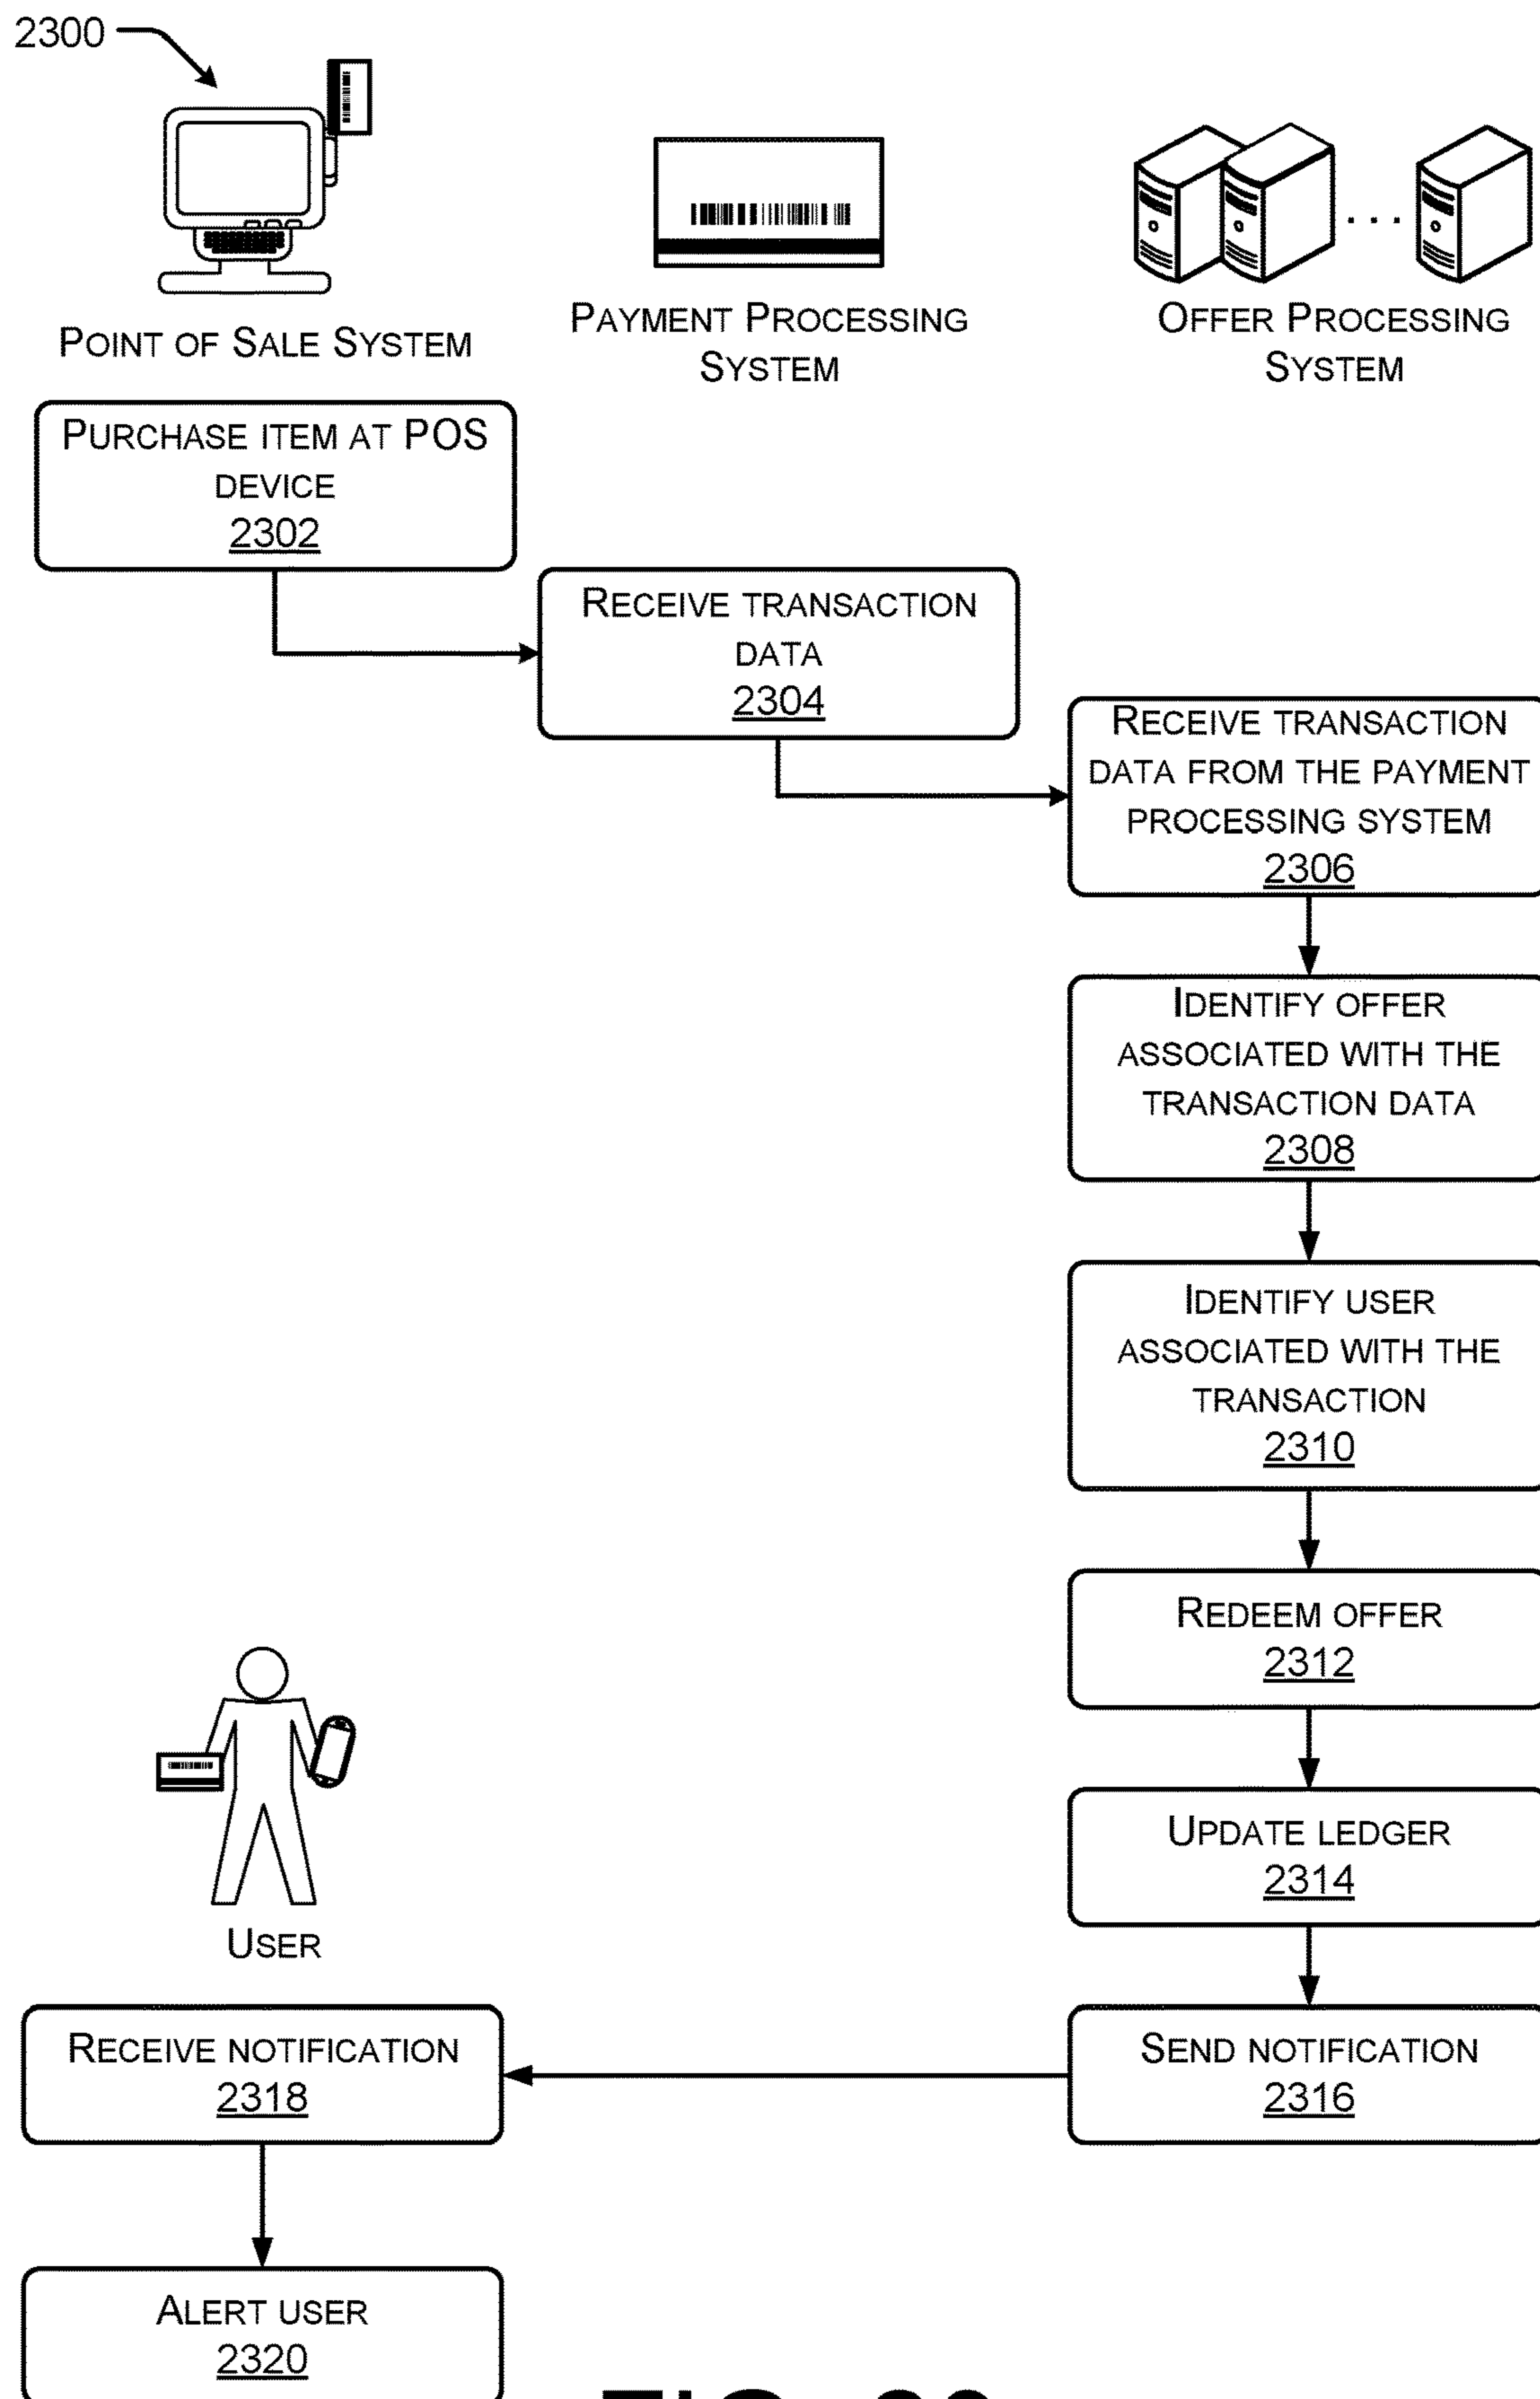 2300
POINT OF SALE SYSTEM
PAYMENT PROCESSING
SYSTEM
OFFER PROCESSING
SYSTEM
PURCHASE ITEM AT POS
DEVICE
2302
RECEIVE TRANSACTION
DATA
2304
RECEIVE TRANSACTION
DATA FROM THE PAYMENT
PROCESSING SYSTEM
2306
IDENTIFY OFFER
ASSOCIATED WITH THE
TRANSACTION DATA
2308
IDENTIFY USER
ASSOCIATED WITH THE
TRANSACTION
2310
REDEEM OFFER
2312
UPDATE LEDGER
2314
USER
SEND NOTIFICATION
2316
RECEIVE NOTIFICATION
2318
ALERT USER
2320